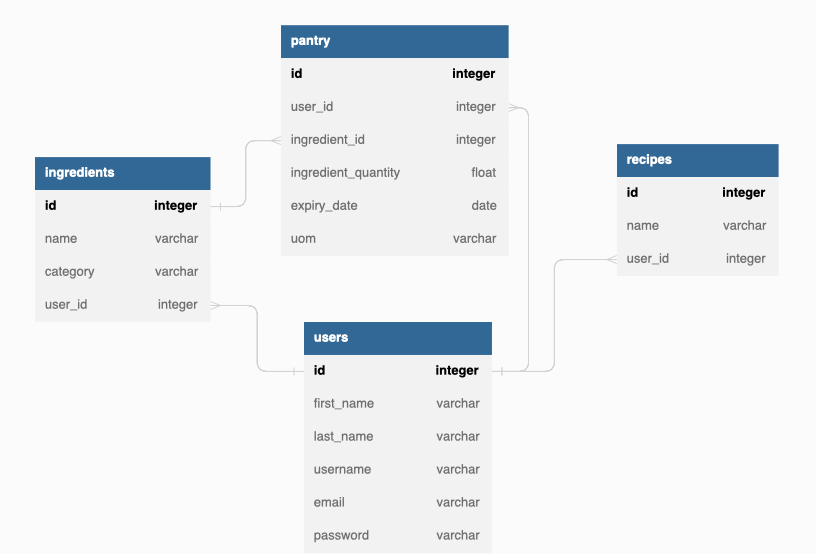 pantry
id integer
user_id integer
ingredient_id integer
ingredient_quantity float
expiry_date date
uom varchar
ingredients
id integer
name varchar
category varchar
user_id integer
recipes
id integer
name varchar
user_id integer
users
id integer
first_name varchar
last_name varchar
username varchar
email varchar
password varchar